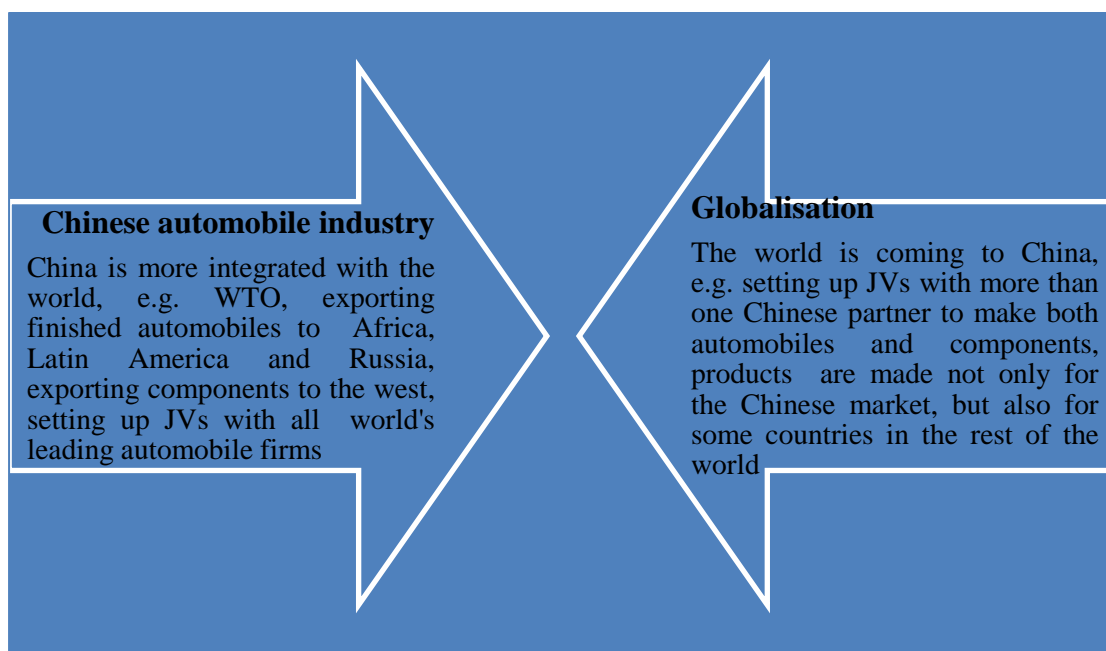 Chinese automobile industry
China is more integrated with the
world, e.g. WTO, exporting
finished automobiles to Africa,
Latin America and Russia,
exporting components to the west,
setting up JVs with all world's
leading automobile firms
Globalisation
The world is coming to China,
e.g. setting up JVs with more than
one Chinese partner to make both
automobiles and components,
products are made not only for
the Chinese market, but also for
some countries in the rest of the
world